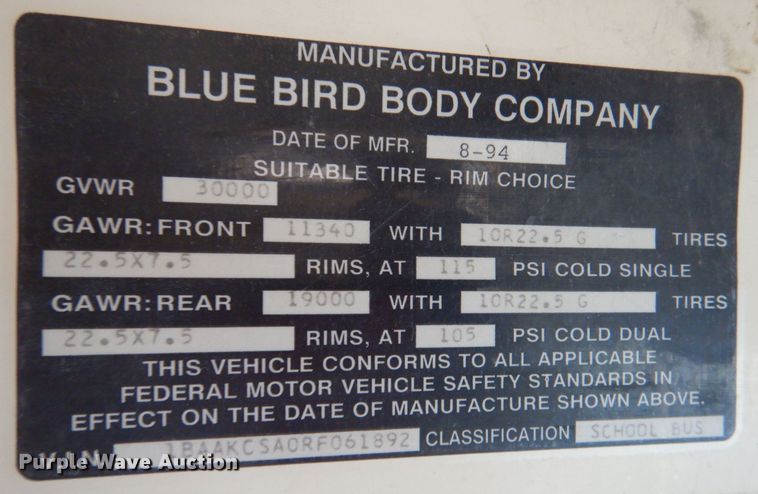 MANUFACTURED BY
BLUE BIRD BODY COMPANY
DATE OF MFR. 8-94
SUITABLE TIRE - RIM CHOICE
GVWR 30000
GAWR: FRONT 11340 WITH 10R22.5 G TIRES
22.5X7.5 RIMS, AT 115 PSI COLD SINGLE
GAWR: REAR 19000 WITH 10R22.5 G TIRES
22.5X7.5 RIMS, AT 105 PSI COLD DUAL
THIS VEHICLE CONFORMS TO ALL APPLICABLE
FEDERAL MOTOR VEHICLE SAFETY STANDARDS IN
EFFECT ON THE DATE OF MANUFACTURE SHOWN ABOVE.
1BAAKCSA0RF061892 CLASSIFICATION SCHOOL BUS
Purple Wave Auction